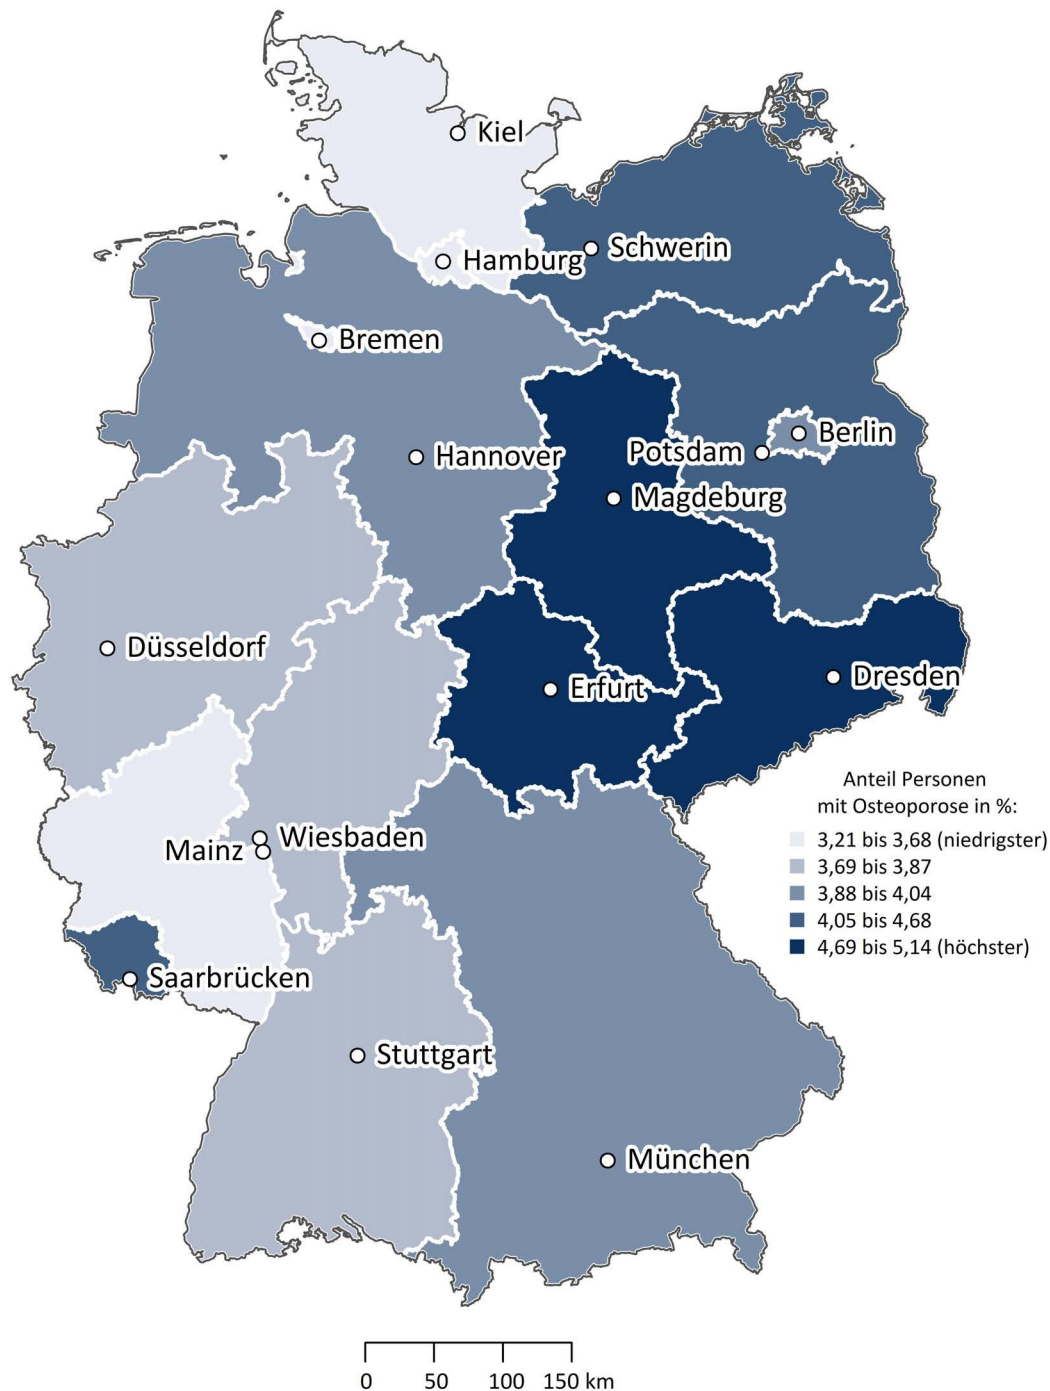 Kiel
Schwerin
Hamburg
Bremen
Berlin
Potsdam
Hannover
Magdeburg
Düsseldorf
Dresden
Erfurt
Wiesbaden
Mainz
Saarbrücken
Stuttgart
München
Anteil Personen
mit Osteoporose in %:
3,21 bis 3,68 (niedrigster)
3,69 bis 3,87
3,88 bis 4,04
4,05 bis 4,68
4,69 bis 5,14 (höchster)
0 50 100 150 km